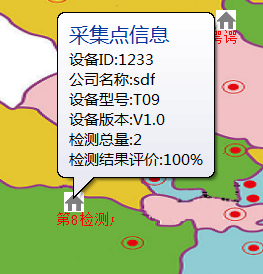 采集点信息
设备ID:1233
公司名称:sdf
设备型号:T09
设备版本:V1.0
检测总量:2
检测结果评价:100%
第8检测